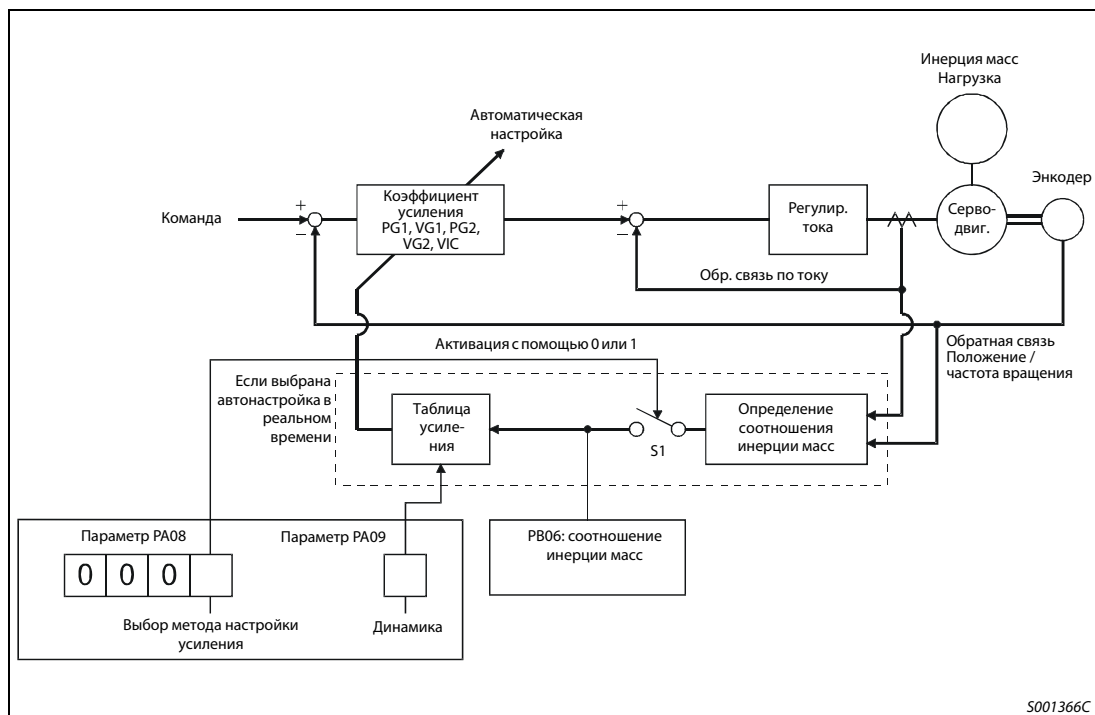 Инерция масс
Нагрузка
Автоматическая
настройка
Энкодер
Команда
+
−
Коэффициент
усиления
PG1, VG1, PG2,
VG2, VIC
+
−
Регулир.
тока
Серво-
двиг.
Обр. связь по току
Активация с помощью 0 или 1
Обратная связь
Положение /
частота вращения
Если выбрана
автонастройка в
реальном
времени
Таблица
усиле-
ния
S1
Определение
соотношения
инерции масс
Параметр PA08
Параметр PA09
PB06: соотношение
инерции масс
0 0 0
Выбор метода настройки
усиления
Динамика
S001366C